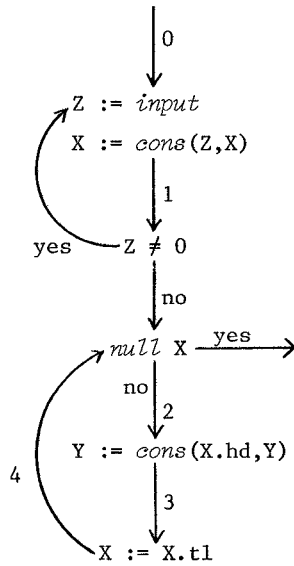 0
Z := input
X := cons(Z,X)
1
yes Z ≠ 0
no
null X yes
no
2
4 Y := cons(X.hd,Y)
3
X := X.tl